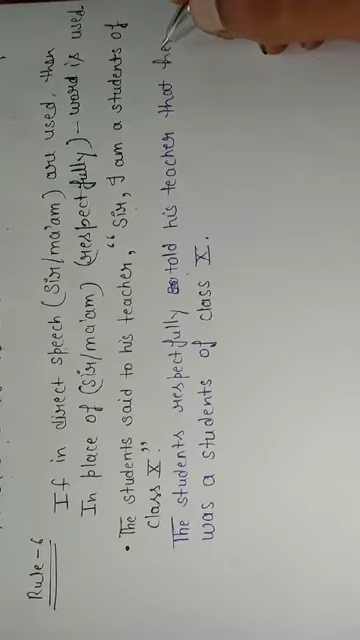 Rule-6
If in direct speech (Sir/ma'am) are used, then
In place of (Sir/ma'am) (respectfully) - word is used
• The students said to his teacher, "Sir, I am a students of
class X."
The students respectfully told his teacher that he
was a students of class X.